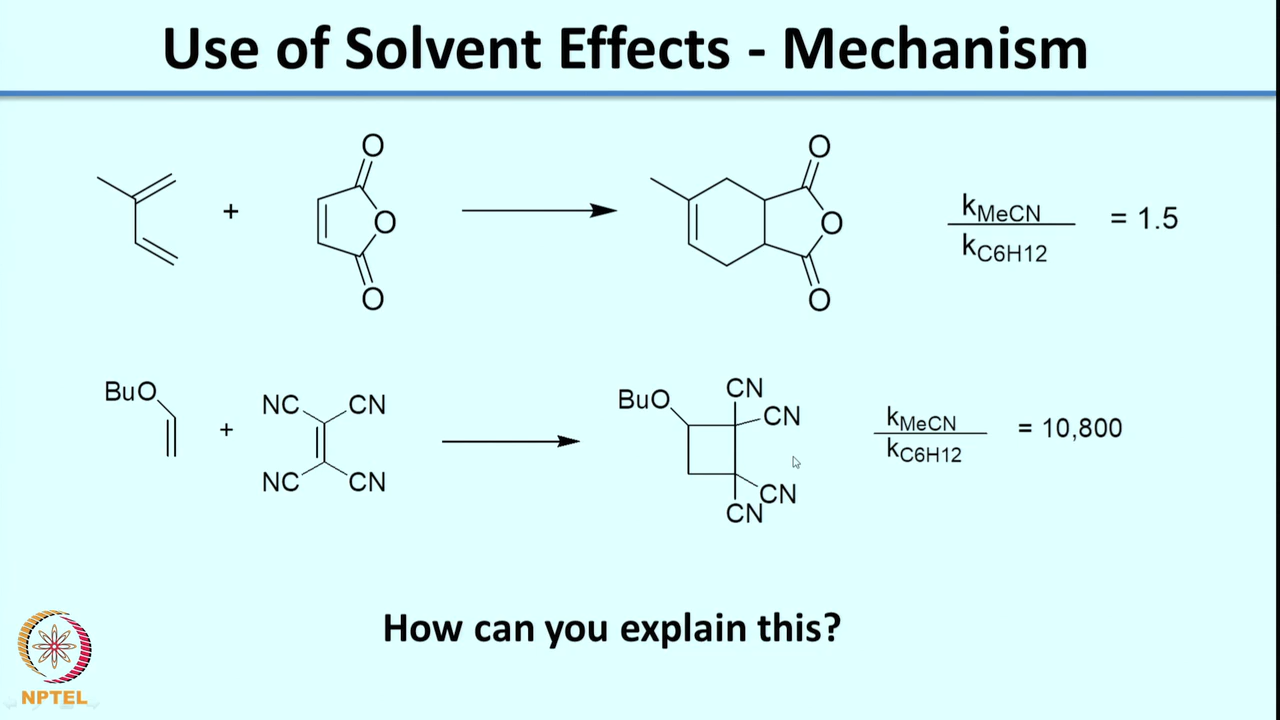 Use of Solvent Effects - Mechanism
O
+
O
O
O
O
O
kMeCN
kC6H12
= 1.5
BuO
+
NC
CN
NC
CN
BuO
CN
CN
CN
CN
kMeCN
kC6H12
= 10,800
How can you explain this?
NPTEL